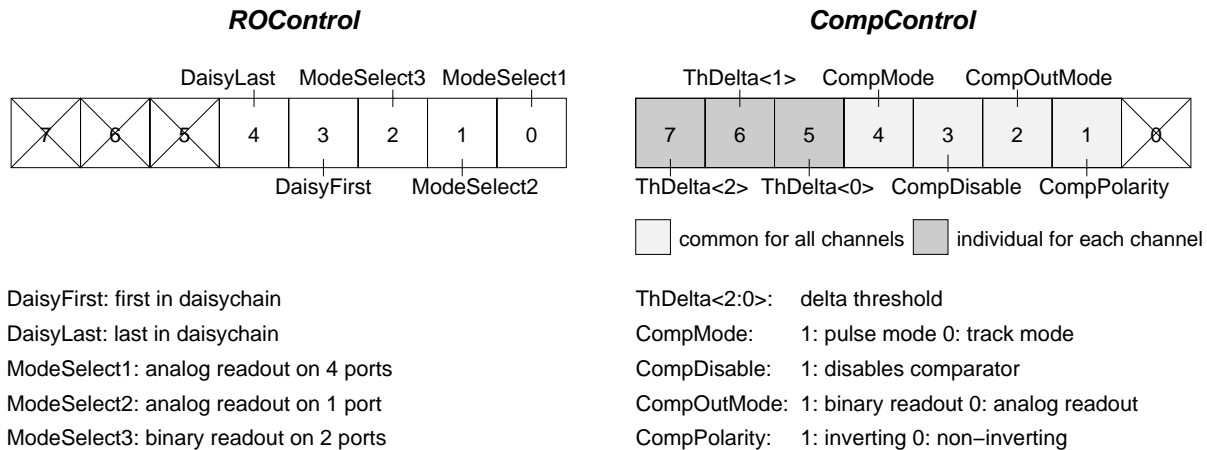 ROControl
CompControl
DaisyLast ModeSelect3 ModeSelect1
7 6 5 4 3 2 1 0
DaisyFirst ModeSelect2
ThDelta<1> CompMode CompOutMode
7 6 5 4 3 2 1 0
ThDelta<2> ThDelta<0> CompDisable CompPolarity
common for all channels individual for each channel
DaisyFirst: first in daisychain
DaisyLast: last in daisychain
ModeSelect1: analog readout on 4 ports
ModeSelect2: analog readout on 1 port
ModeSelect3: binary readout on 2 ports
ThDelta<2:0>: delta threshold
CompMode: 1: pulse mode 0: track mode
CompDisable: 1: disables comparator
CompOutMode: 1: binary readout 0: analog readout
CompPolarity: 1: inverting 0: non−inverting